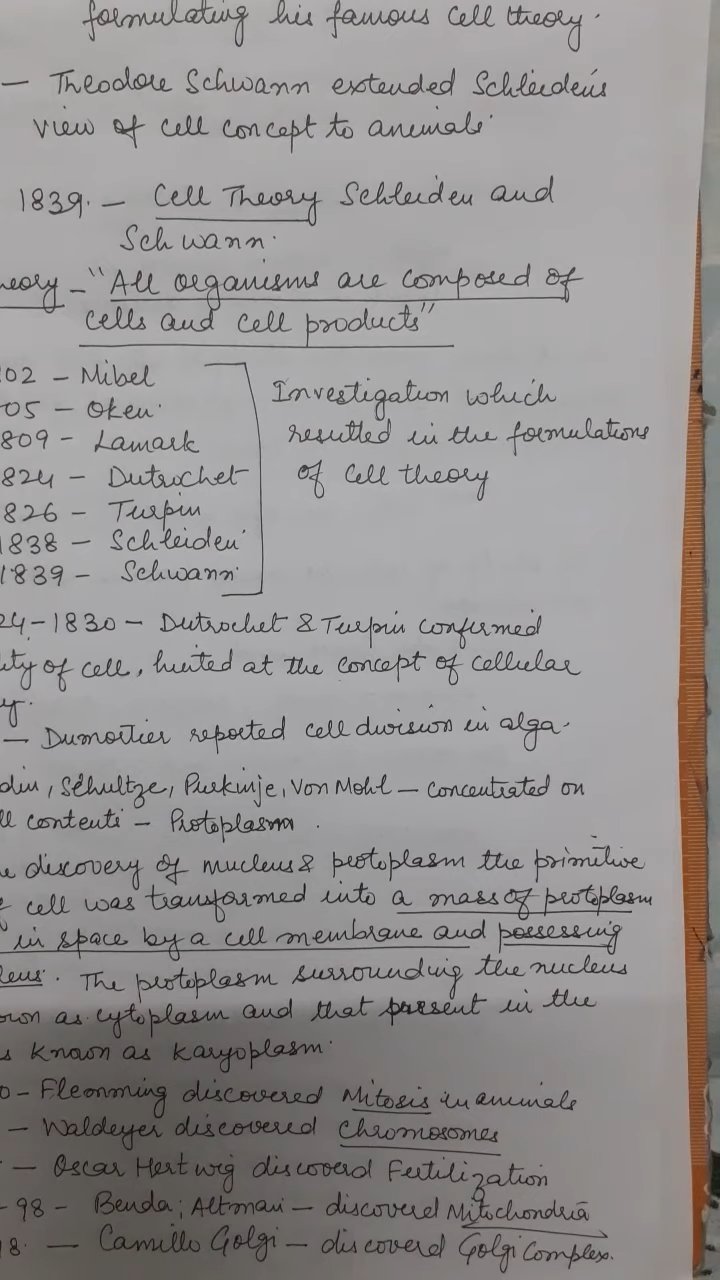 formulating his famous cell theory.
— Theodore Schwann extended Schleiden's
view of cell concept to animals.
1839. — Cell Theory Schleiden and
Schwann.
eory – "All organisms are composed of
cells and cell products"
02 – Mibel
05 – Oken.
809 – Lamark
824 – Dutrochet
826 – Turpin
1838 – Schleiden
1839 – Schwann.
Investigation which
resulted in the formulations
of cell theory
24-1830 – Dutrochet & Turpin confirmed
ity of cell, hinted at the concept of cellular
y.
— Dumortier reported cell division in alga.
din, Schultze, Purkinje, Von Mohl — concentrated on
ll contents – Protoplasm.
e discovery of nucleus & protoplasm the primitive
f cell was transformed into a mass of protoplasm
in space by a cell membrane and possessing
leus. The protoplasm surrounding the nucleus
own as cytoplasm and that present in the
s known as karyoplasm.
0 – Flemming discovered Mitosis in animals
– Waldeyer discovered Chromosomes
— Oscar Hertwig discoverd Fertilization
- 98 – Benda; Altman — discovered Mitochondria
8. — Camillo Golgi — discoverd Golgi Complex.